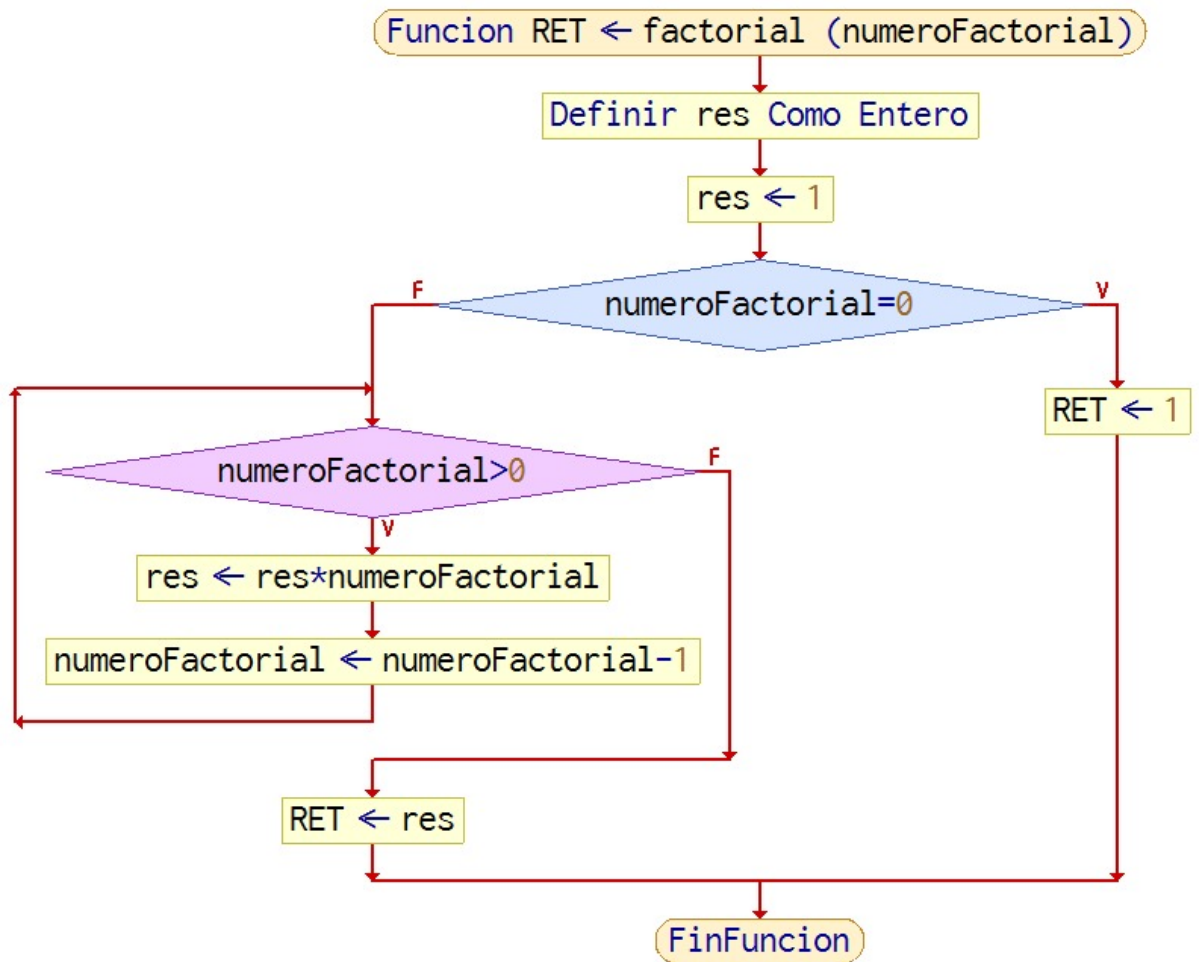 Funcion RET ← factorial (numeroFactorial)
Definir res Como Entero
res ← 1
numeroFactorial=0
F
V
RET ← 1
numeroFactorial>0
F
V
res ← res*numeroFactorial
numeroFactorial ← numeroFactorial-1
RET ← res
FinFuncion